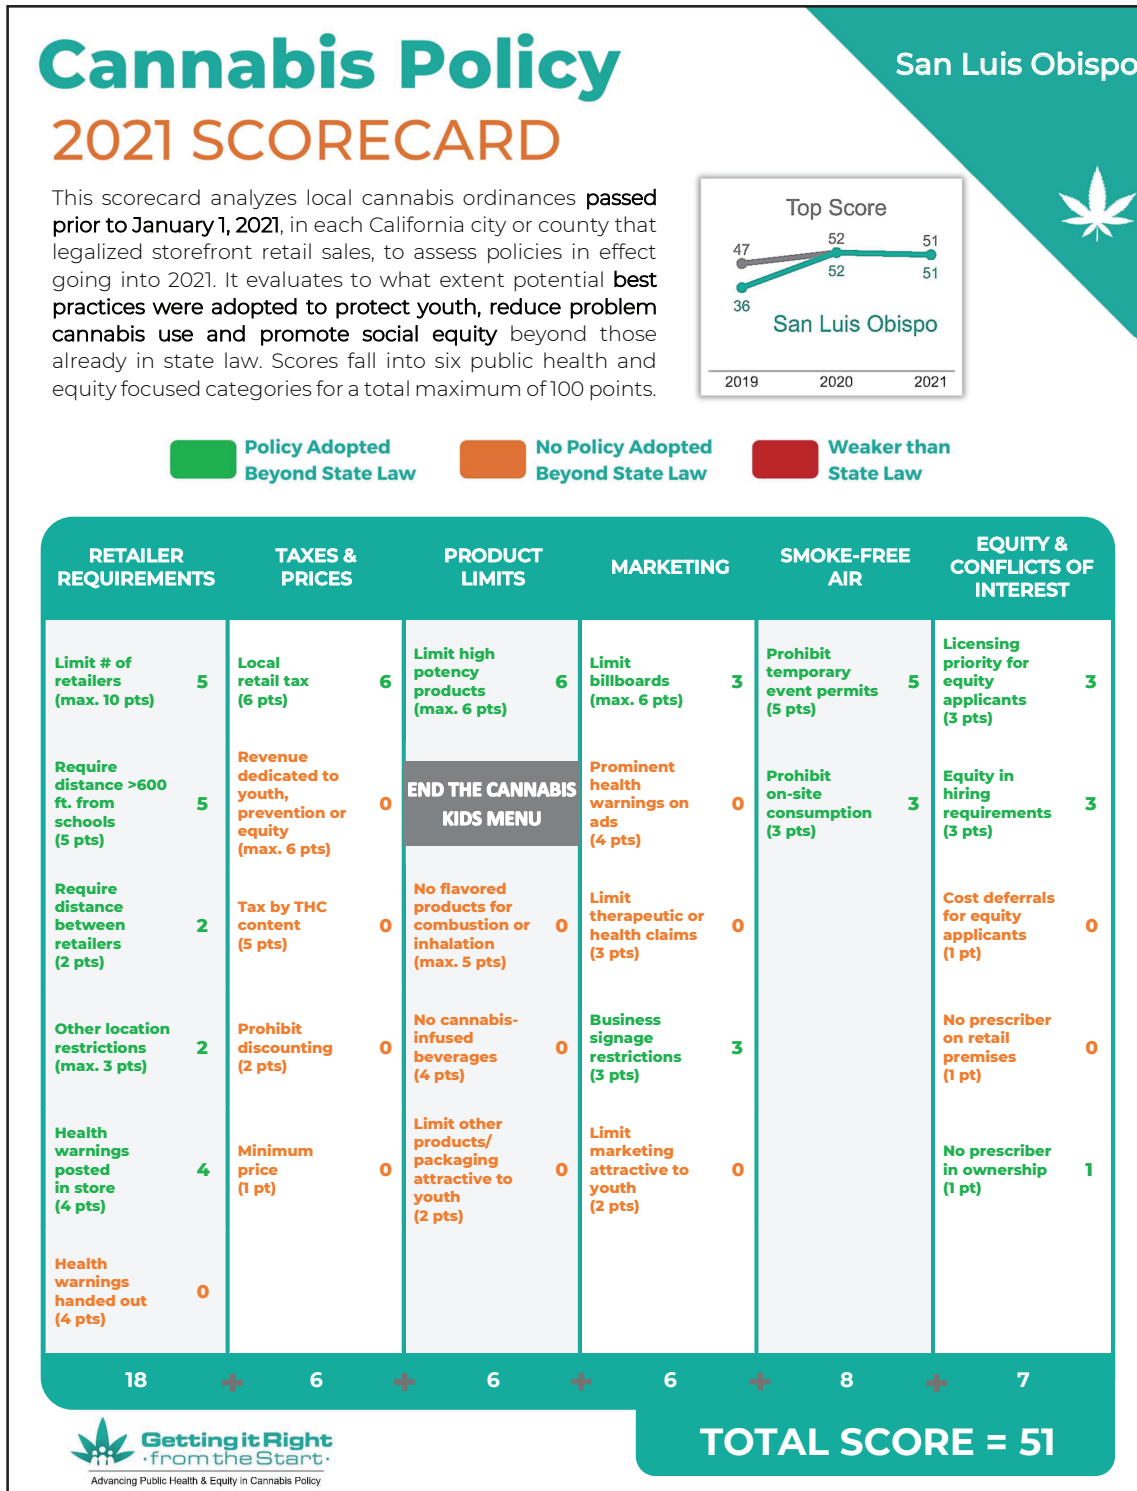 Cannabis Policy
San Luis Obispo
2021 SCORECARD
This scorecard analyzes local cannabis ordinances passed
prior to January 1, 2021, in each California city or county that
legalized storefront retail sales, to assess policies in effect
going into 2021. It evaluates to what extent potential best
practices were adopted to protect youth, reduce problem
cannabis use and promote social equity beyond those
already in state law. Scores fall into six public health and
equity focused categories for a total maximum of 100 points.
Top Score
47
52
51
36
52
51
San Luis Obispo
2019
2020
2021
Policy Adopted
Beyond State Law
No Policy Adopted
Beyond State Law
Weaker than
State Law
RETAILER
REQUIREMENTS
Limit # of
retailers
(max. 10 pts)
5
Require
distance >600
ft. from
schools
(5 pts)
5
Require
distance
between
retailers
(2 pts)
2
Other location
restrictions
(max. 3 pts)
2
Health
warnings
posted
in store
(4 pts)
4
Health
warnings
handed out
(4 pts)
0
TAXES &
PRICES
Local
retail tax
(6 pts)
6
Revenue
dedicated to
youth,
prevention or
equity
(max. 6 pts)
0
Tax by THC
content
(5 pts)
0
Prohibit
discounting
(2 pts)
0
Minimum
price
(1 pt)
0
PRODUCT
LIMITS
Limit high
potency
products
(max. 6 pts)
6
END THE CANNABIS
KIDS MENU
No flavored
products for
combustion or
inhalation
(max. 5 pts)
0
No cannabis-
infused
beverages
(4 pts)
0
Limit other
products/
packaging
attractive to
youth
(2 pts)
0
MARKETING
Limit
billboards
(max. 6 pts)
3
Prominent
health
warnings on
ads
(4 pts)
0
Limit
therapeutic or
health claims
(3 pts)
0
Business
signage
restrictions
(3 pts)
3
Limit
marketing
attractive to
youth
(2 pts)
0
SMOKE-FREE
AIR
Prohibit
temporary
event permits
(5 pts)
5
Prohibit
on-site
consumption
(3 pts)
3
EQUITY &
CONFLICTS OF
INTEREST
Licensing
priority for
equity
applicants
(3 pts)
3
Equity in
hiring
requirements
(3 pts)
3
Cost deferrals
for equity
applicants
(1 pt)
0
No prescriber
on retail
premises
(1 pt)
0
No prescriber
in ownership
(1 pt)
1
18 + 6 + 6 + 6 + 8 + 7
Getting it Right
·from the Start·
Advancing Public Health & Equity in Cannabis Policy
TOTAL SCORE = 51